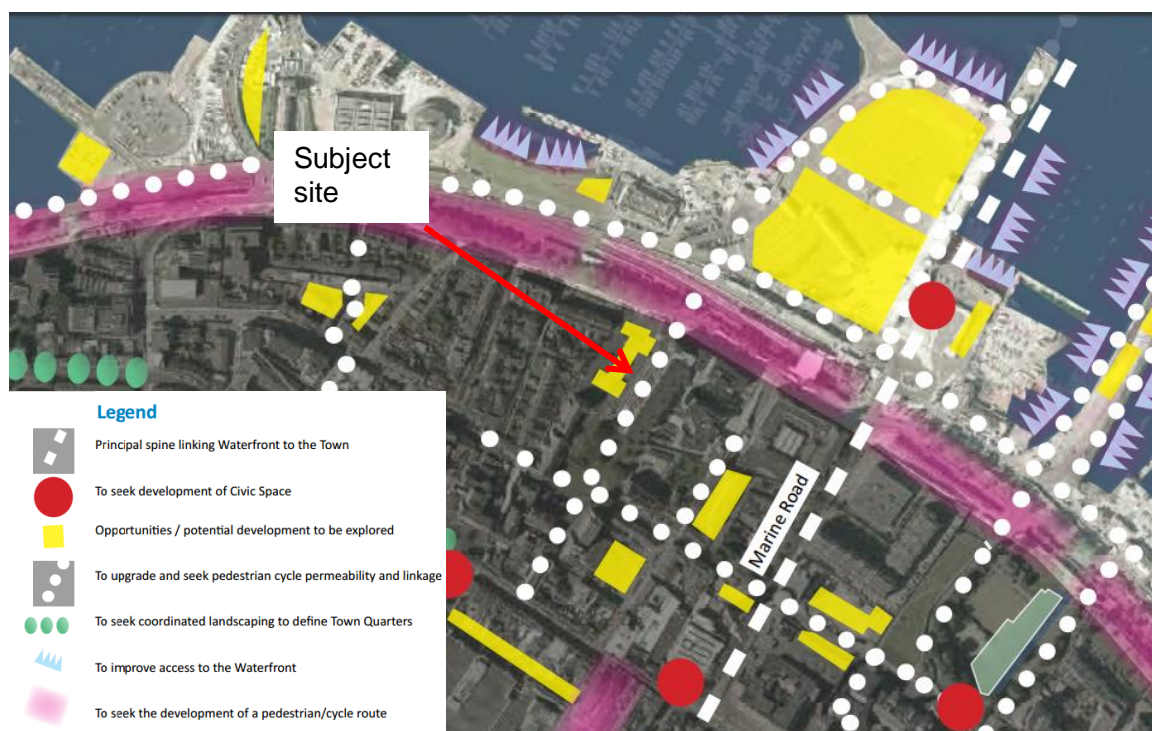 Subject
site
Marine Road
Legend
Principal spine linking Waterfront to the Town
To seek development of Civic Space
Opportunities / potential development to be explored
To upgrade and seek pedestrian cycle permeability and linkage
To seek coordinated landscaping to define Town Quarters
To improve access to the Waterfront
To seek the development of a pedestrian/cycle route